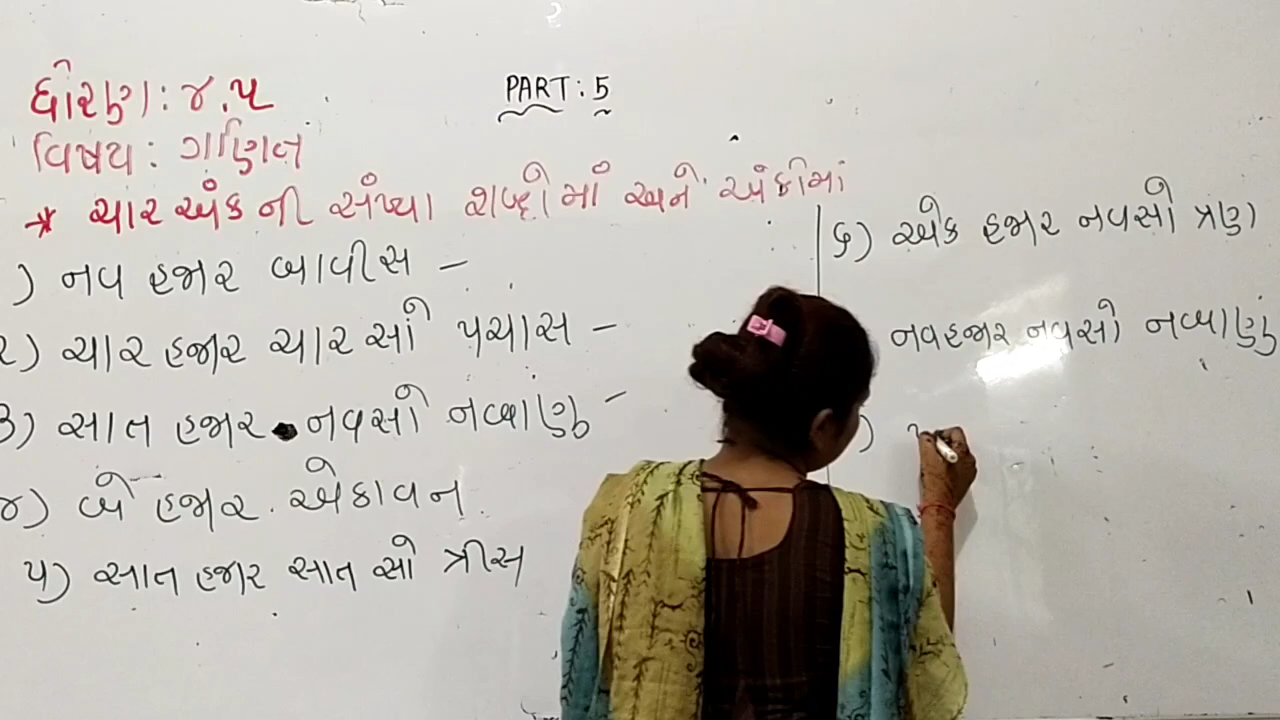 PART : 5
ધોરણ : ૪.૫
વિષય : ગણિત
* ચાર અંક ની સંખ્યા શબ્દોમાં અને અંકોમાં
) નવ હજાર બાવીસ –
૨) ચાર હજાર ચાર સો પચાસ –
૩) સાત હજાર નવસો નવ્વાણું –
૪) બે હજાર એકાવન
૫) સાત હજાર સાત સો ત્રીસ
૬) એક હજાર નવસો ત્રણ
નવહજાર નવસો નવ્વાણું
)